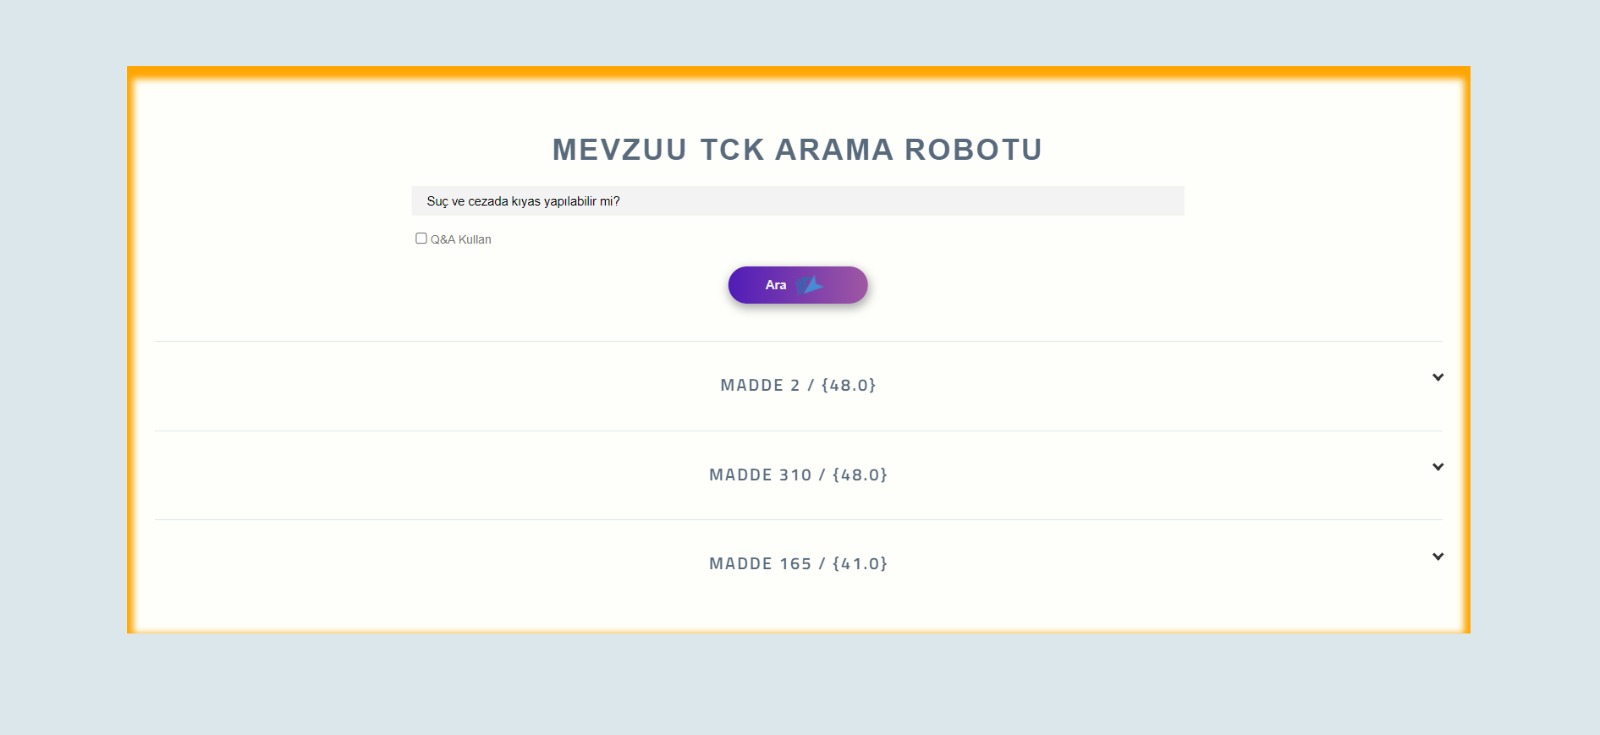 MEVZUU TCK ARAMA ROBOTU
Suç ve cezada kıyas yapılabilir mi?
Q&A Kullan
Ara
MADDE 2 / {48.0}
MADDE 310 / {48.0}
MADDE 165 / {41.0}